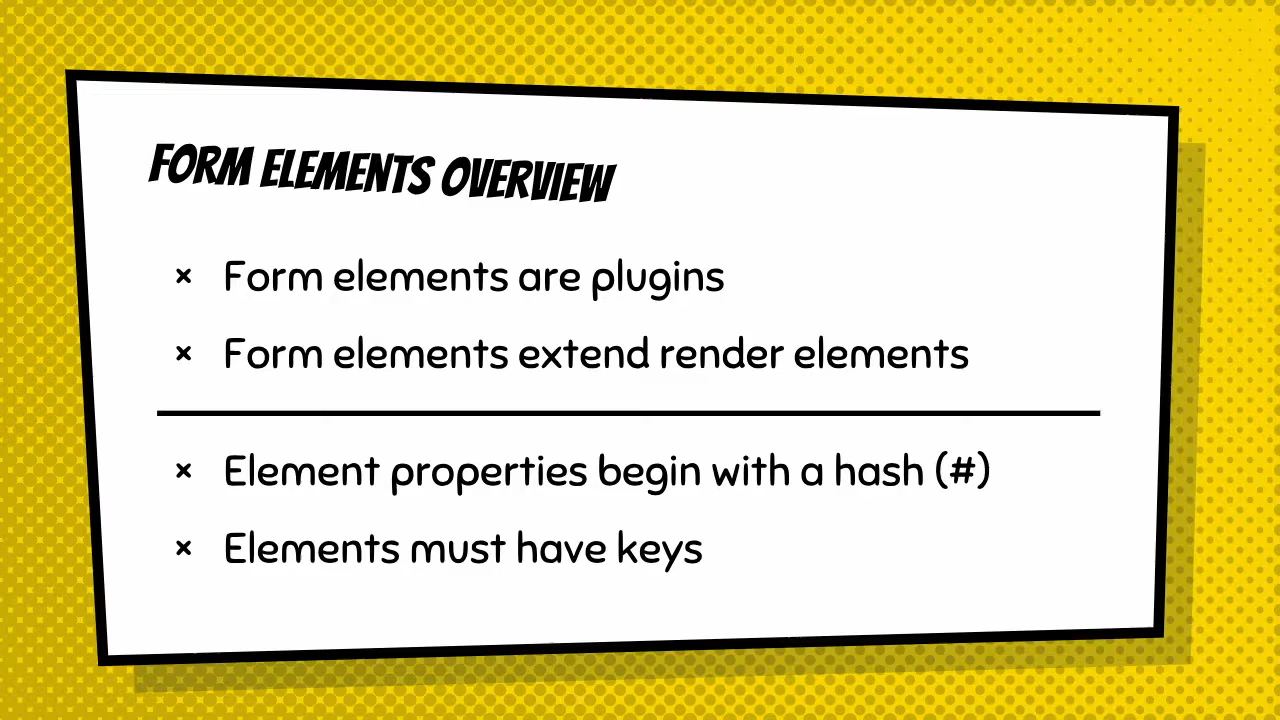 FORM ELEMENTS OVERVIEW
× Form elements are plugins
× Form elements extend render elements
× Element properties begin with a hash (#)
× Elements must have keys